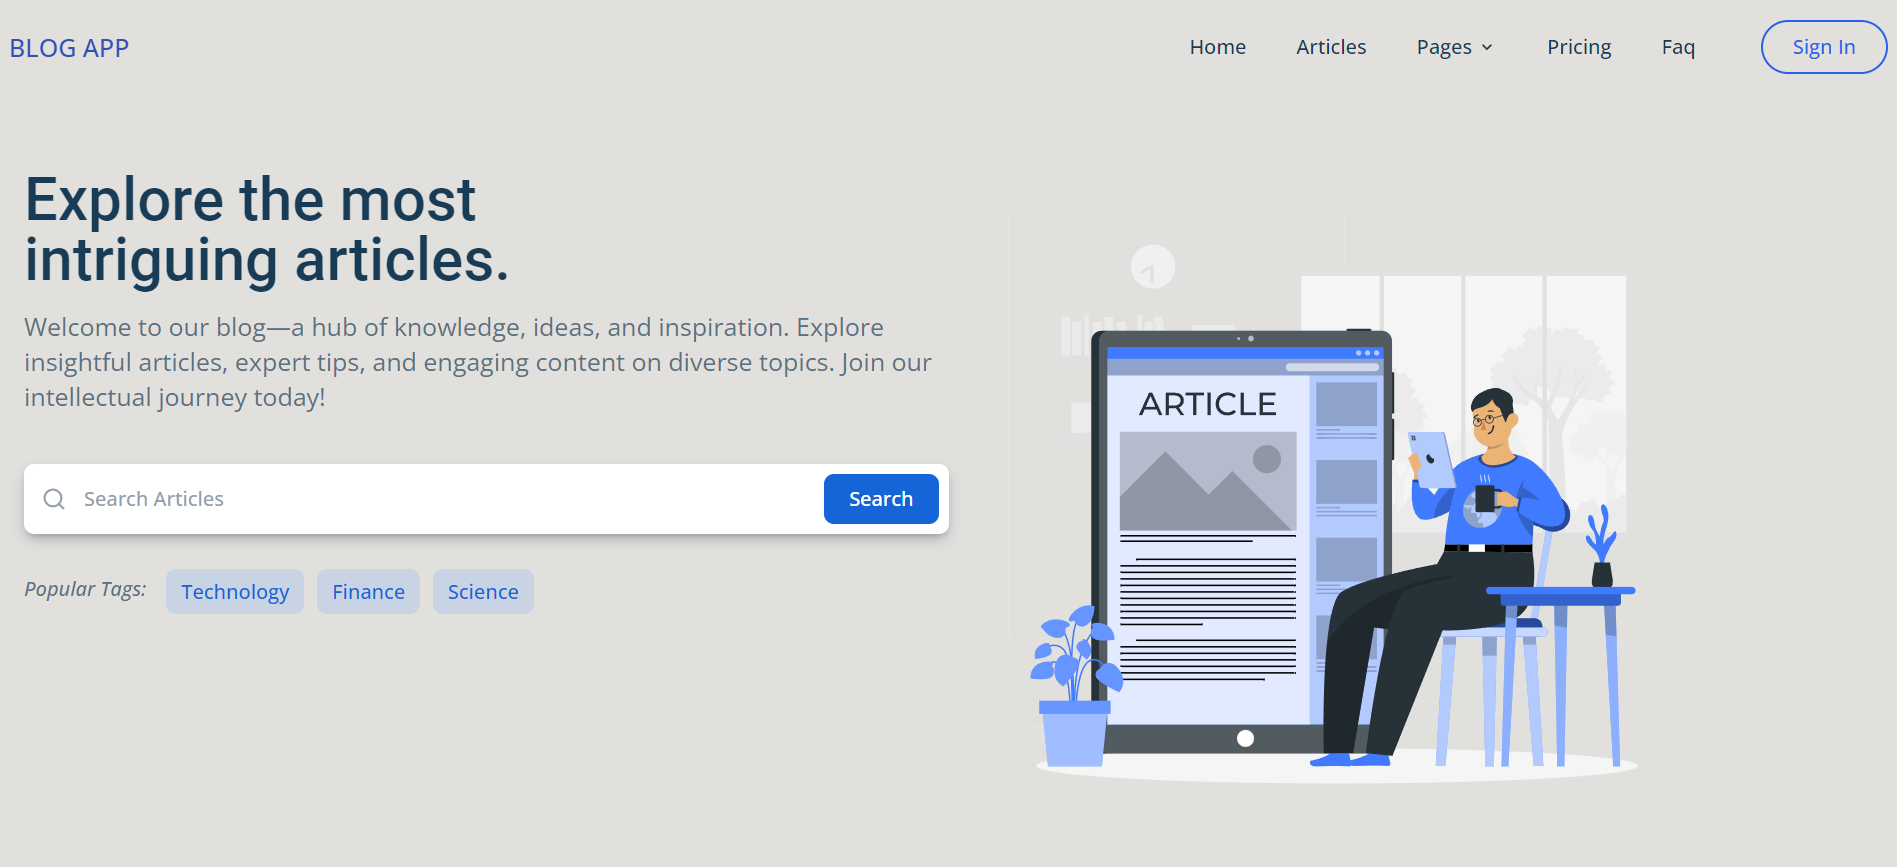 BLOG APP
Home Articles Pages Pricing Faq Sign In
Explore the most
intriguing articles.
Welcome to our blog—a hub of knowledge, ideas, and inspiration. Explore
insightful articles, expert tips, and engaging content on diverse topics. Join our
intellectual journey today!
Search Articles Search
Popular Tags: Technology Finance Science
ARTICLE